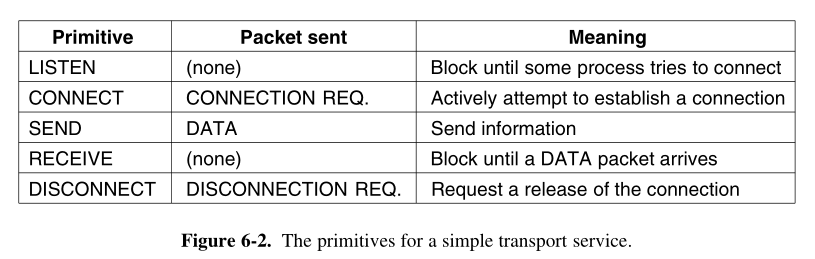 Primitive Packet sent Meaning
LISTEN (none) Block until some process tries to connect
CONNECT CONNECTION REQ. Actively attempt to establish a connection
SEND DATA Send information
RECEIVE (none) Block until a DATA packet arrives
DISCONNECT DISCONNECTION REQ. Request a release of the connection
Figure 6-2. The primitives for a simple transport service.